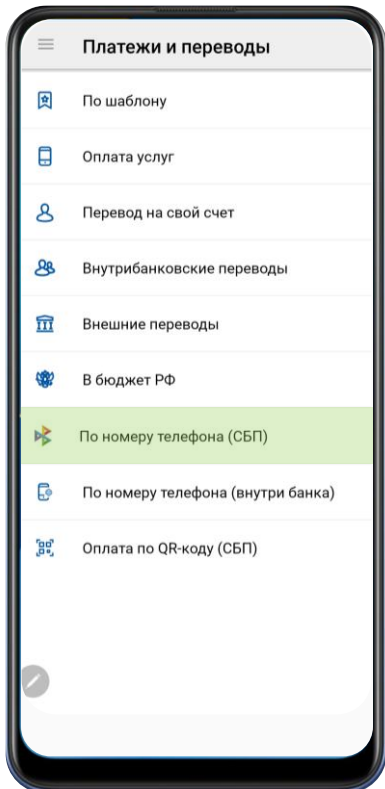 Платежи и переводы
По шаблону
Оплата услуг
Перевод на свой счет
Внутрибанковские переводы
Внешние переводы
В бюджет РФ
По номеру телефона (СБП)
По номеру телефона (внутри банка)
Оплата по QR-коду (СБП)